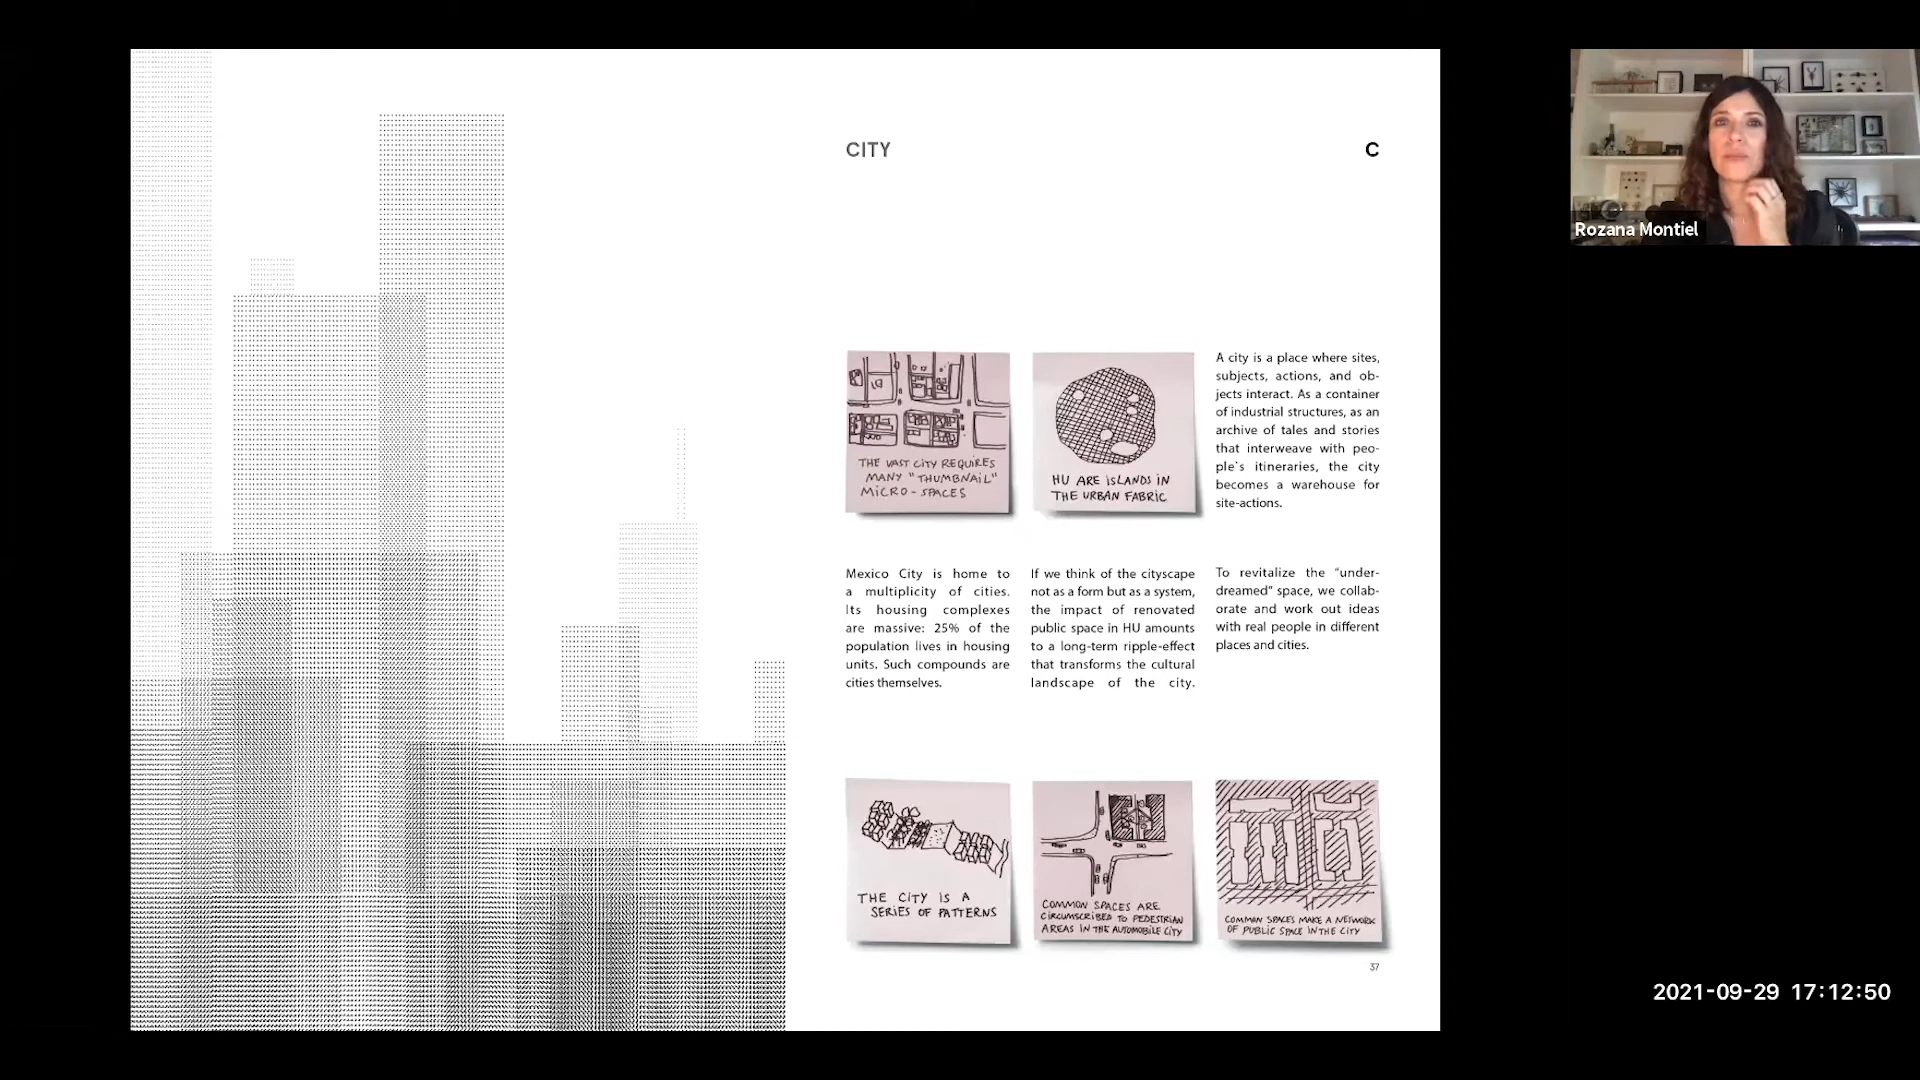 CITY
C
THE VAST CITY REQUIRES
MANY "THUMBNAIL"
MICRO-SPACES
HU ARE ISLANDS IN
THE URBAN FABRIC
A city is a place where sites,
subjects, actions, and ob-
jects interact. As a container
of industrial structures, as an
archive of tales and stories
that interweave with peo-
ple`s itineraries, the city
becomes a warehouse for
site-actions.
Mexico City is home to
a multiplicity of cities.
Its housing complexes
are massive: 25% of the
population lives in housing
units. Such compounds are
cities themselves.
If we think of the cityscape
not as a form but as a system,
the impact of renovated
public space in HU amounts
to a long-term ripple-effect
that transforms the cultural
landscape of the city.
To revitalize the “under-
dreamed” space, we collab-
orate and work out ideas
with real people in different
places and cities.
THE CITY IS A
SERIES OF PATTERNS
COMMON SPACES ARE
CIRCUMSCRIBED TO PEDESTRIAN
AREAS IN THE AUTOMOBILE CITY
COMMON SPACES MAKE A NETWORK
OF PUBLIC SPACE IN THE CITY
37
Rozana Montiel
2021-09-29 17:12:50